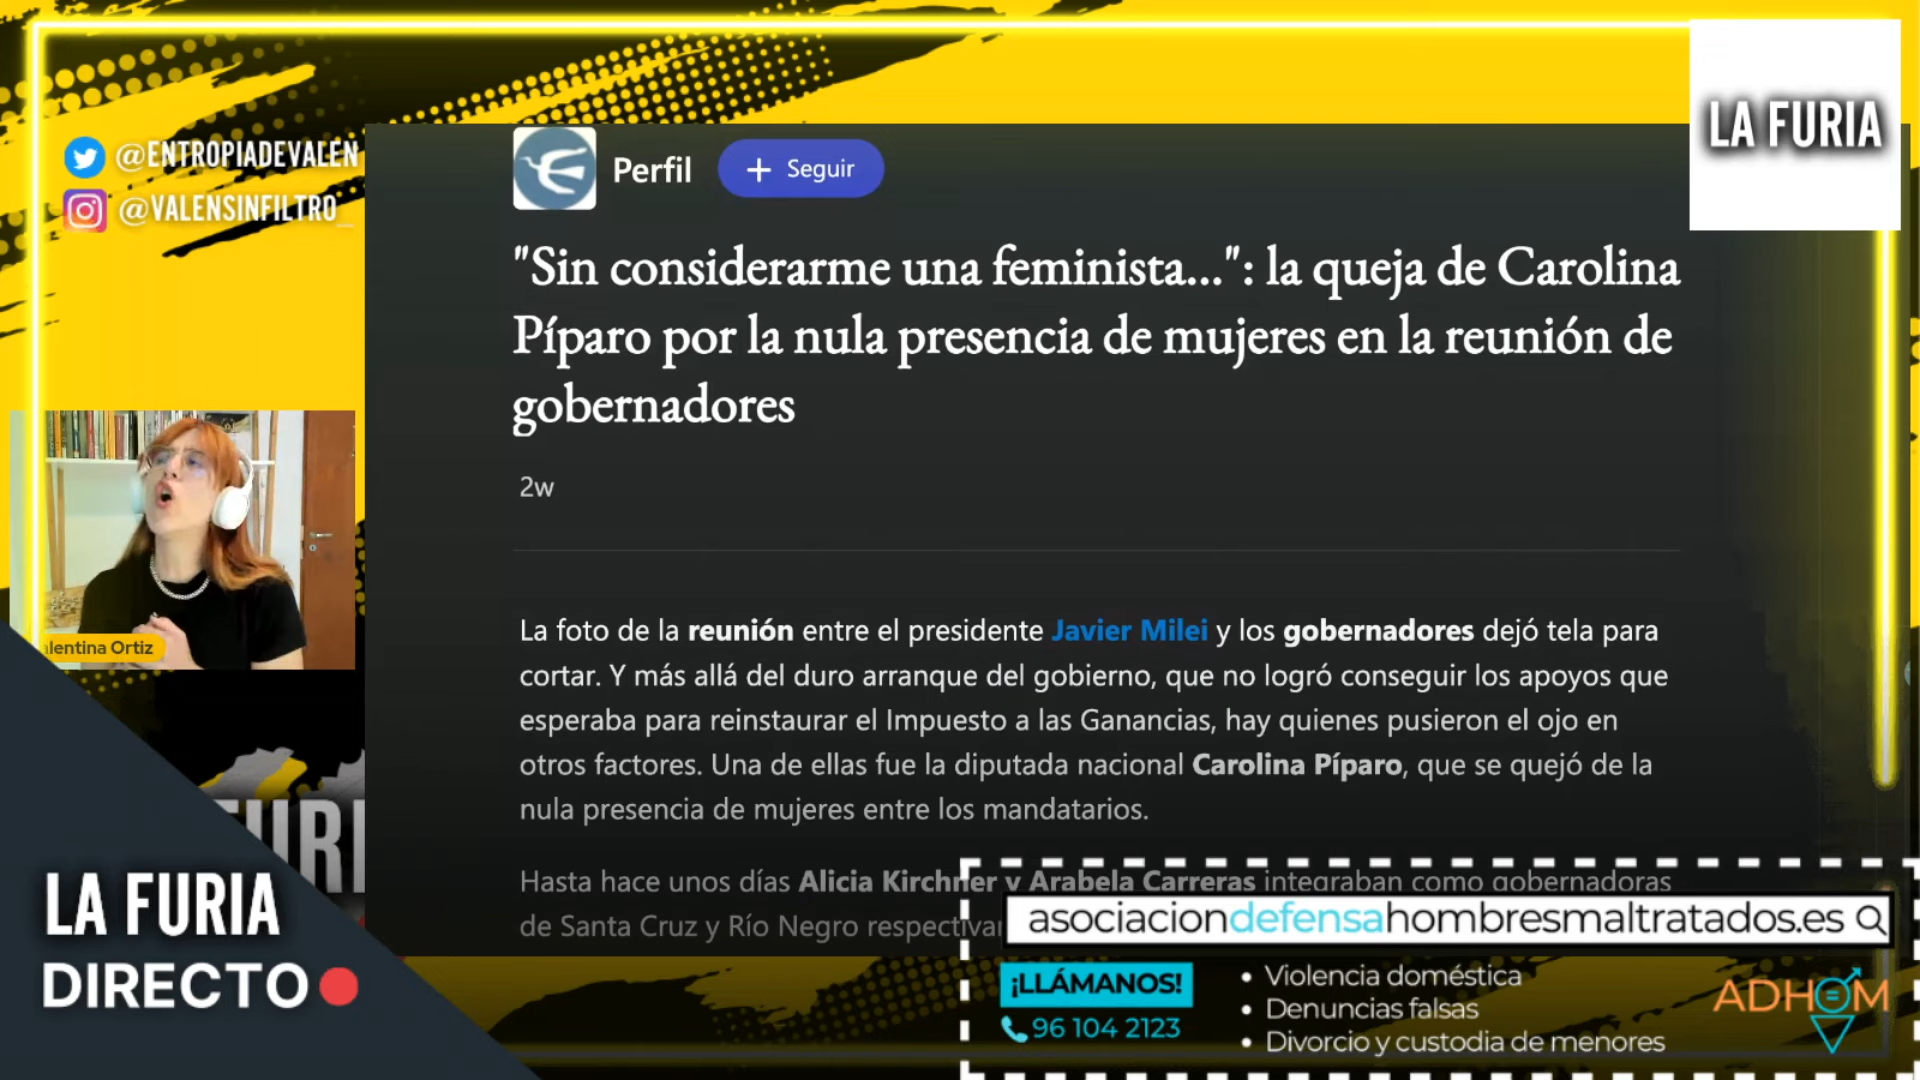 LA FURIA
@ENTROPIADEVALEN
@VALENSINFILTRO_
Perfil
+ Seguir
"Sin considerarme una feminista...": la queja de Carolina
Píparo por la nula presencia de mujeres en la reunión de
gobernadores
2w
La foto de la reunión entre el presidente Javier Milei y los gobernadores dejó tela para
cortar. Y más allá del duro arranque del gobierno, que no logró conseguir los apoyos que
esperaba para reinstaurar el Impuesto a las Ganancias, hay quienes pusieron el ojo en
otros factores. Una de ellas fue la diputada nacional Carolina Píparo, que se quejó de la
nula presencia de mujeres entre los mandatarios.
Hasta hace unos días Alicia Kirchner y Arabela Carreras integraban como gobernadoras
de Santa Cruz y Río Negro
alentina Ortiz
LA FURIA
DIRECTO
asociaciondefensahombresmaltratados.es
¡LLÁMANOS!
96 104 2123
• Violencia doméstica
• Denuncias falsas
• Divorcio y custodia de menores
ADHOM